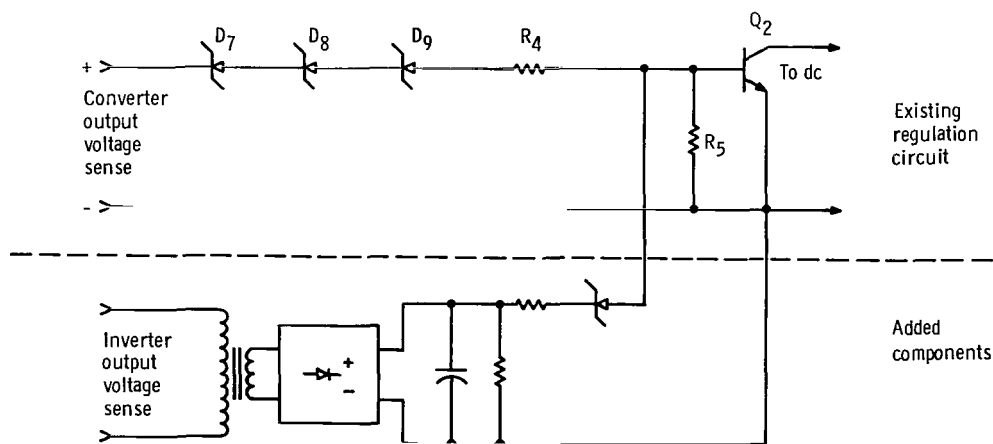 D7
D8
D9
R4
Q2
+
To dc
Converter
output
voltage
sense
R5
Existing
regulation
circuit
-
Inverter
output
voltage
sense
+
-
Added
components